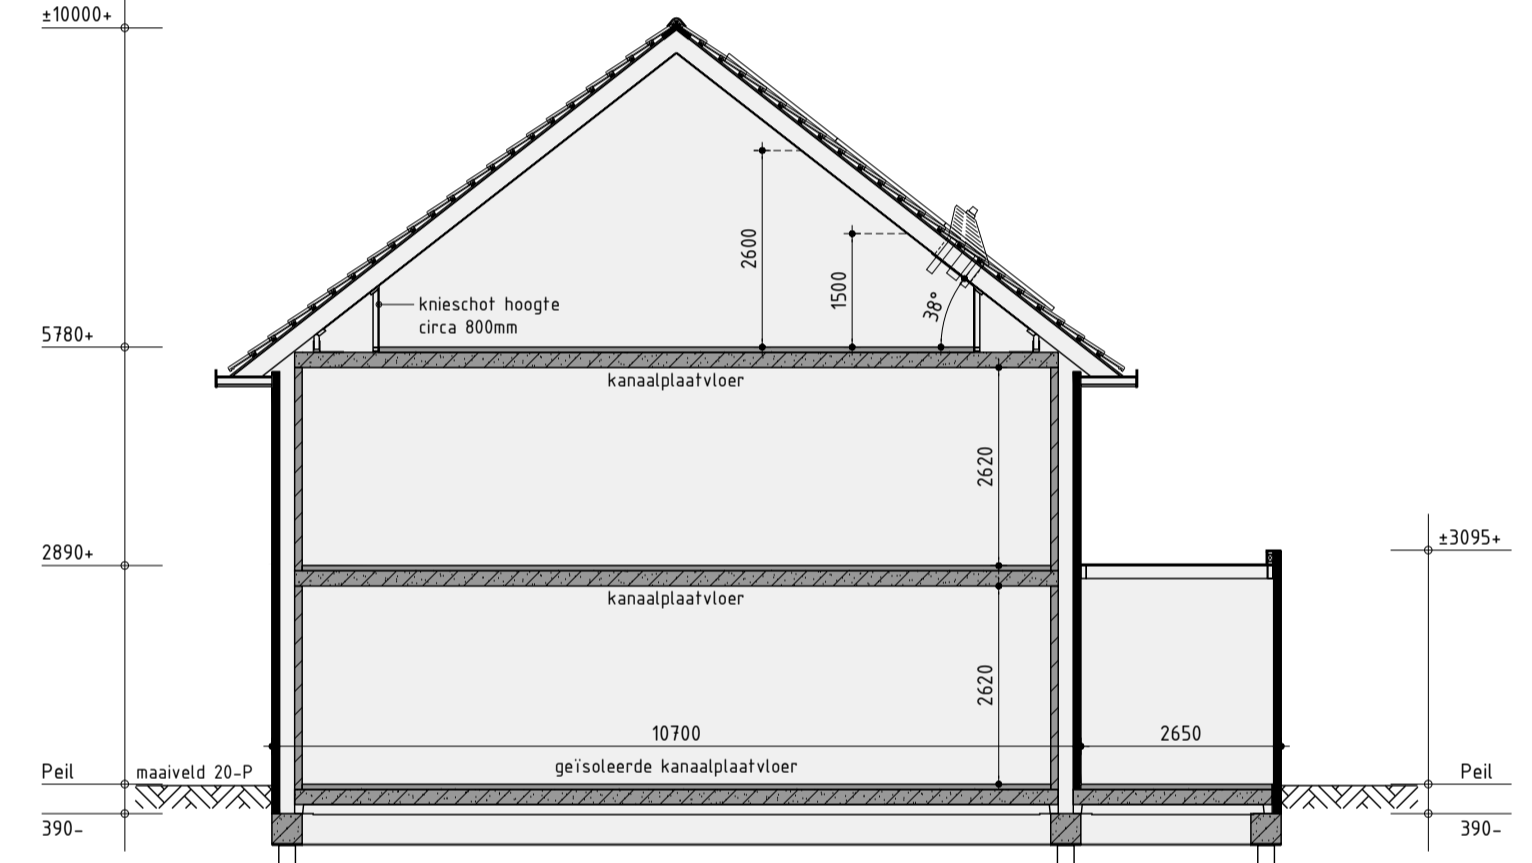 ±10000+
2600
1500
38°
knieschot hoogte
circa 800mm
5780+
kanaalplaatvloer
2620
2890+
±3095+
kanaalplaatvloer
2620
10700
2650
geïsoleerde kanaalplaatvloer
Peil
maaiveld 20-P
Peil
390-
390-